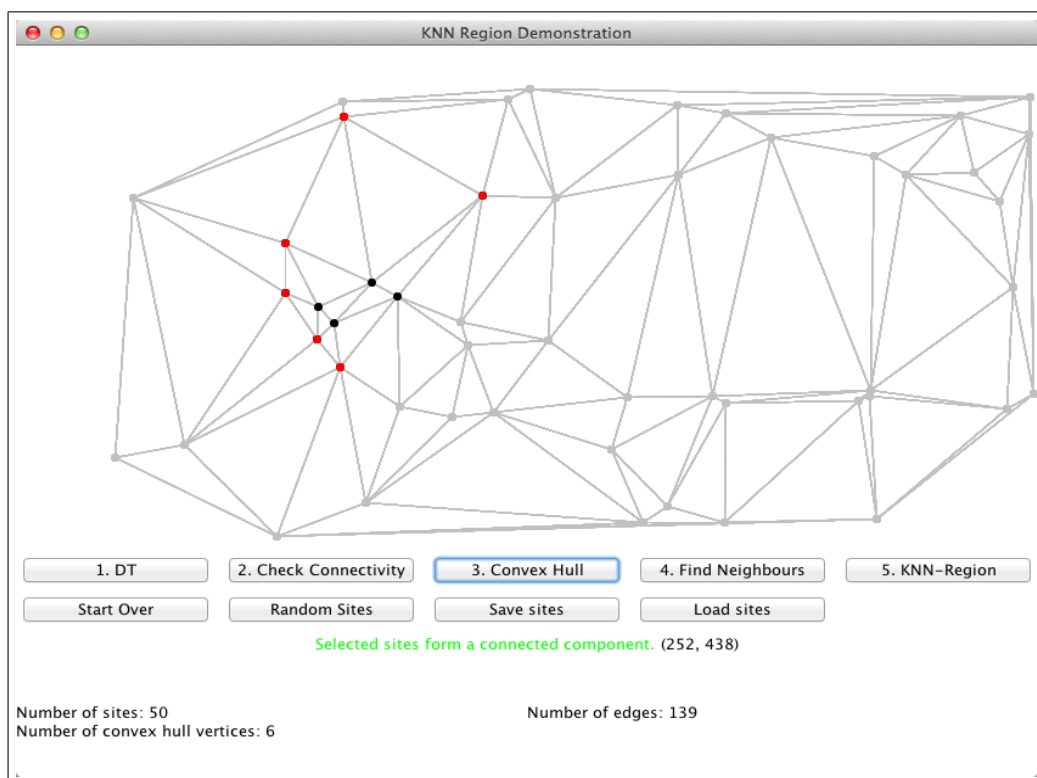 KNN Region Demonstration
1. DT
2. Check Connectivity
3. Convex Hull
4. Find Neighbours
5. KNN-Region
Start Over
Random Sites
Save sites
Load sites
Selected sites form a connected component. (252, 438)
Number of sites: 50
Number of edges: 139
Number of convex hull vertices: 6